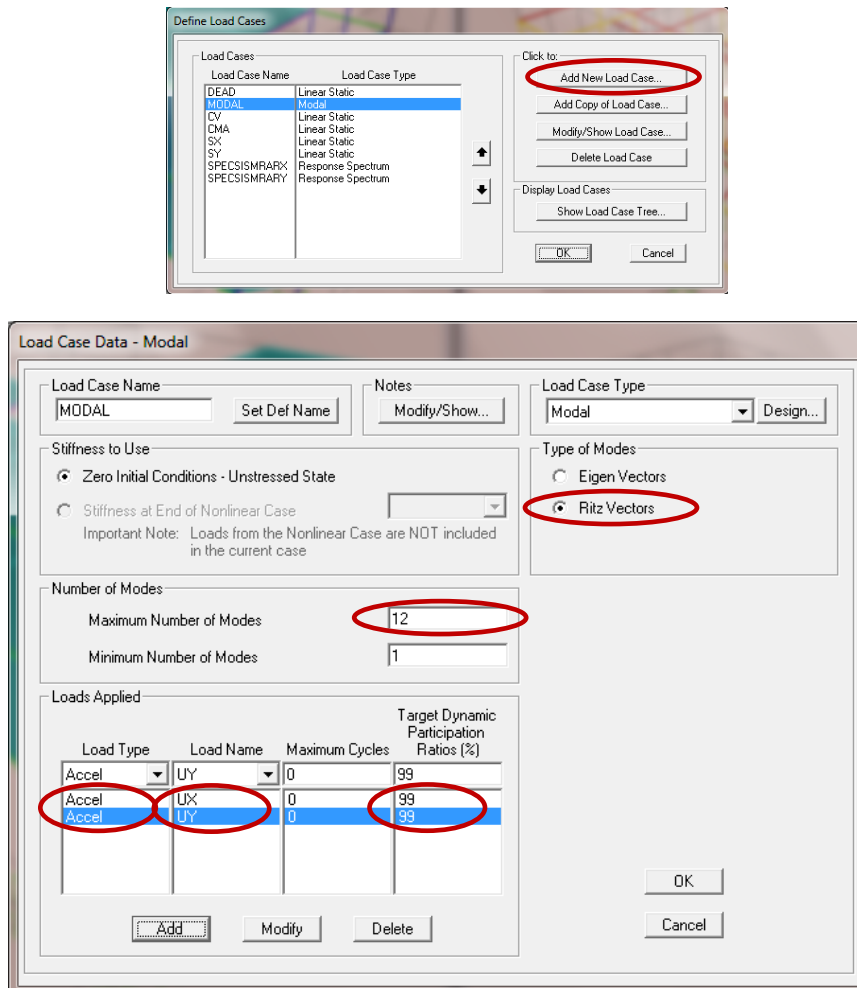 Define Load Cases
Load Cases
Load Case Name Load Case Type
DEAD Linear Static
MODAL Modal
CV Linear Static
CMA Linear Static
SX Linear Static
SY Linear Static
SPECSISMRARX Response Spectrum
SPECSISMRARY Response Spectrum
Click to:
Add New Load Case...
Add Copy of Load Case...
Modify/Show Load Case...
Delete Load Case
Display Load Cases
Show Load Case Tree...
OK Cancel
Load Case Data - Modal
Load Case Name
MODAL Set Def Name
Notes
Modify/Show...
Load Case Type
Modal Design...
Stiffness to Use
Zero Initial Conditions - Unstressed State
Stiffness at End of Nonlinear Case
Important Note: Loads from the Nonlinear Case are NOT included
in the current case
Type of Modes
Eigen Vectors
Ritz Vectors
Number of Modes
Maximum Number of Modes 12
Minimum Number of Modes 1
Loads Applied
Target Dynamic
Participation
Load Type Load Name Maximum Cycles Ratios (%)
Accel UY 0 99
Accel UX 0 99
Accel UY 0 99
Add Modify Delete
OK
Cancel